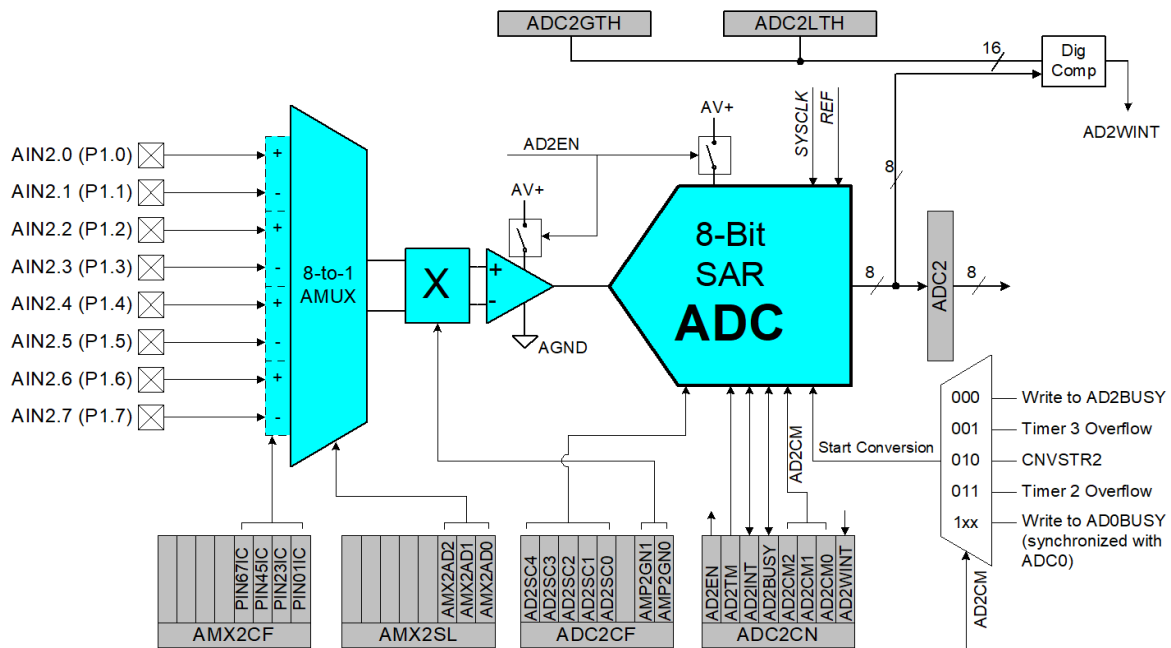 ADC2GTH
ADC2LTH
16
Dig
Comp
AD2WINT
AV+
SYSCLK
REF
AD2EN
8
AV+
AIN2.0 (P1.0)
+
AIN2.1 (P1.1)
-
AIN2.2 (P1.2)
+
AIN2.3 (P1.3)
-
AIN2.4 (P1.4)
+
AIN2.5 (P1.5)
-
AIN2.6 (P1.6)
+
AIN2.7 (P1.7)
-
8-to-1
AMUX
X
+
-
AGND
8-Bit
SAR
ADC
8
ADC2
8
Start Conversion
AD2CM
000
Write to AD2BUSY
001
Timer 3 Overflow
010
CNVSTR2
011
Timer 2 Overflow
1xx
Write to AD0BUSY
(synchronized with
ADC0)
AD2CM
PIN67IC
PIN45IC
PIN23IC
PIN01IC
AMX2CF
AMX2AD2
AMX2AD1
AMX2AD0
AMX2SL
AD2SC4
AD2SC3
AD2SC2
AD2SC1
AD2SC0
AMP2GN1
AMP2GN0
ADC2CF
AD2EN
AD2TM
AD2INT
AD2BUSY
AD2CM2
AD2CM1
AD2CM0
AD2WINT
ADC2CN